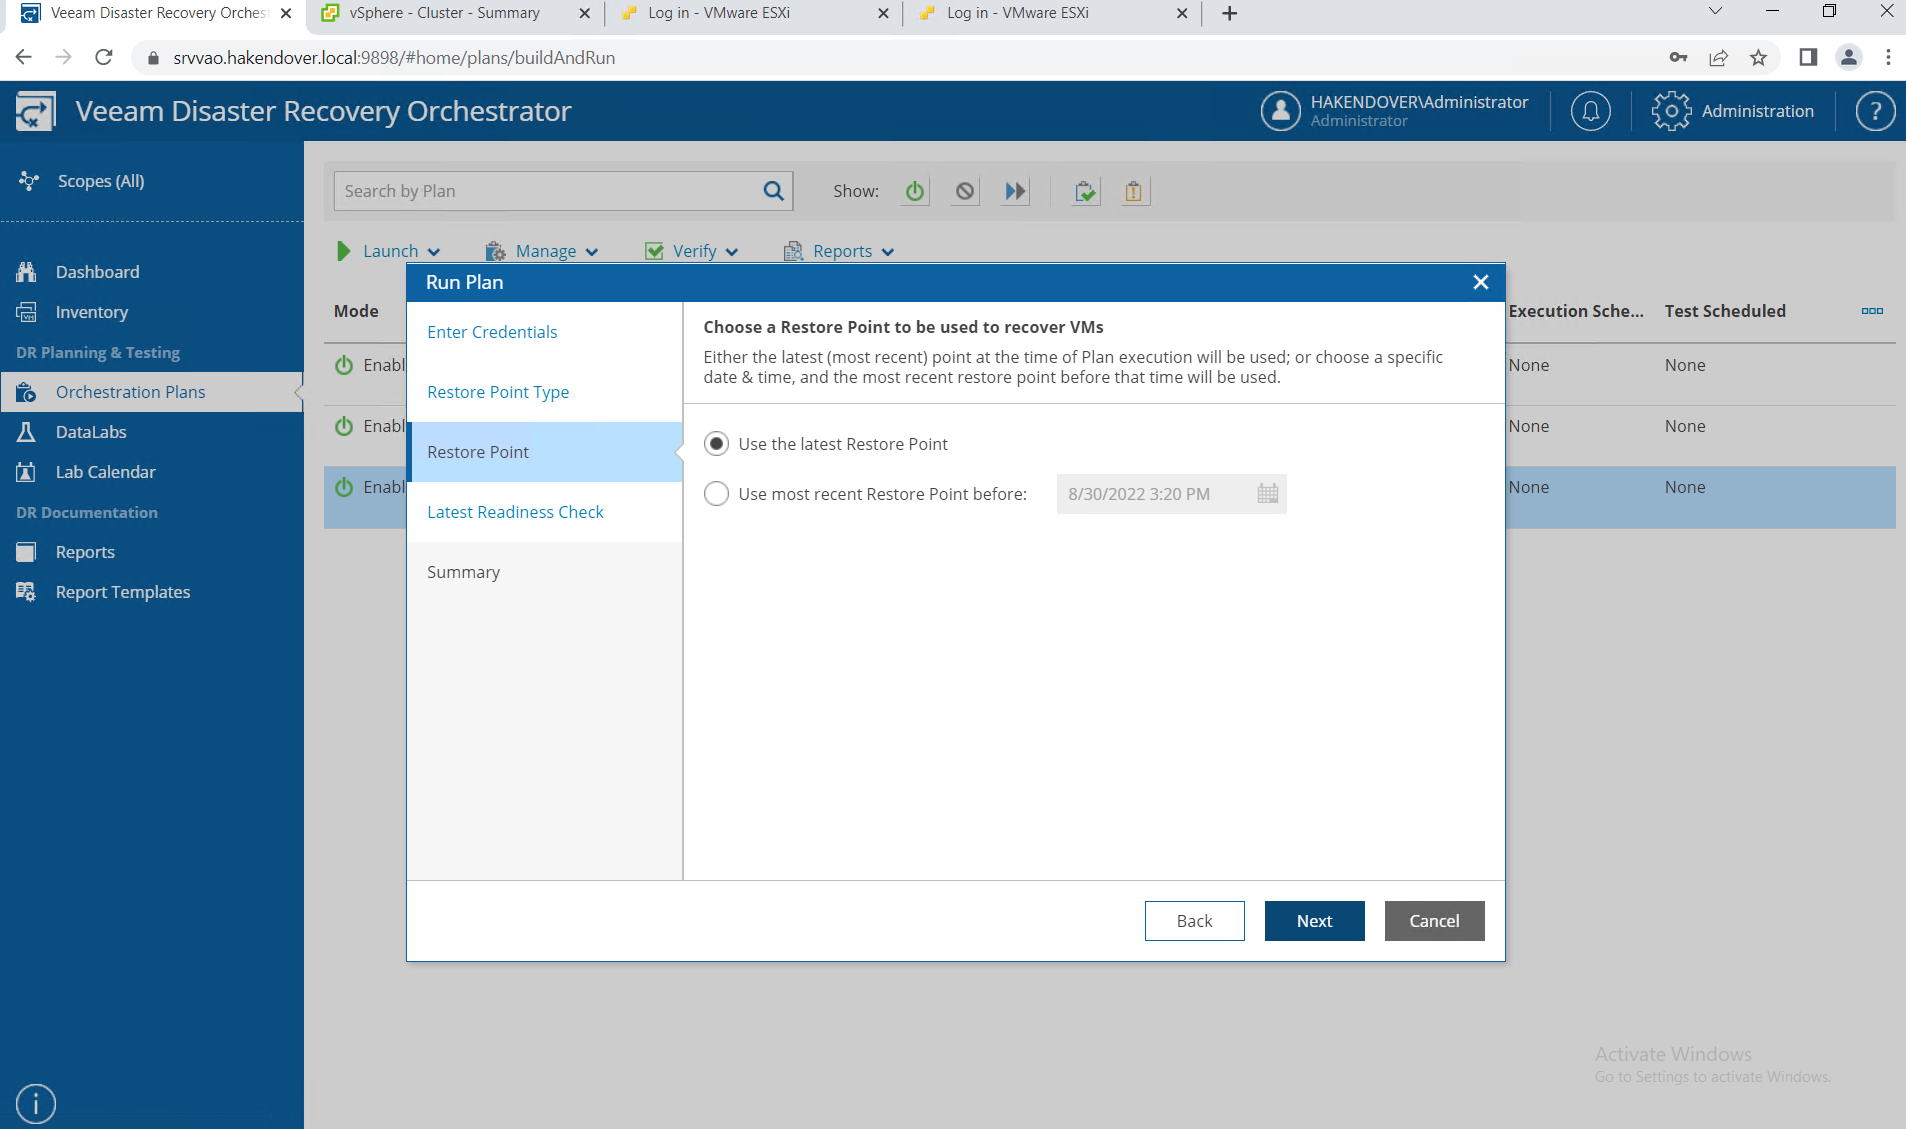 Veeam Disaster Recovery Orches
vSphere - Cluster - Summary
Log in - VMware ESXi
Log in - VMware ESXi
srvvao.hakendover.local:9898/#home/plans/buildAndRun
Veeam Disaster Recovery Orchestrator
HAKENDOVER\Administrator
Administrator
Administration
?
Scopes (All)
Search by Plan
Show:
Launch
Manage
Verify
Reports
Dashboard
Inventory
DR Planning & Testing
Orchestration Plans
DataLabs
Lab Calendar
DR Documentation
Reports
Report Templates
Mode
Execution Sche...
Test Scheduled
Enabl
None
None
Enabl
None
None
Enabl
None
None
Run Plan
Enter Credentials
Restore Point Type
Restore Point
Latest Readiness Check
Summary
Choose a Restore Point to be used to recover VMs
Either the latest (most recent) point at the time of Plan execution will be used; or choose a specific
date & time, and the most recent restore point before that time will be used.
Use the latest Restore Point
Use most recent Restore Point before:
8/30/2022 3:20 PM
Back
Next
Cancel
Activate Windows
Go to Settings to activate Windows.